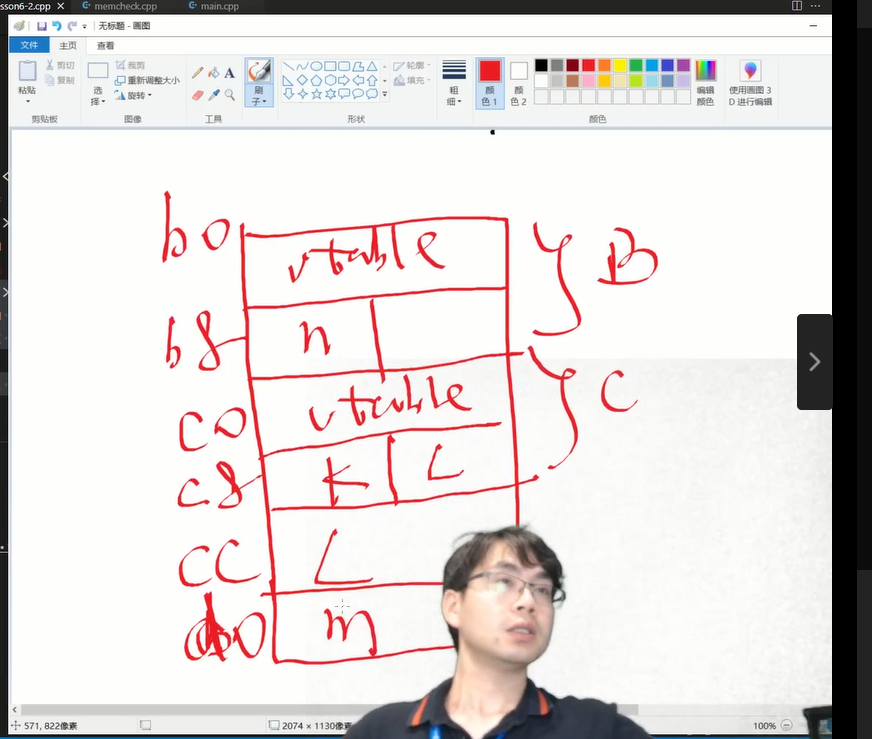 sson6-2.cpp × memcheck.cpp main.cpp
无标题 - 画图
文件 主页 查看
粘贴 剪切 复制
选择 裁剪 重新调整大小 旋转
A
刷子
轮廓 填充
粗细
颜色 1 颜色 2
编辑颜色
使用画图 3D 进行编辑
剪贴板 图像 工具 形状 颜色
b0 vtable B
b8 n
c0 vtable C
c8 k L
CC L
m
571, 822像素 2074 × 1130像素 100%